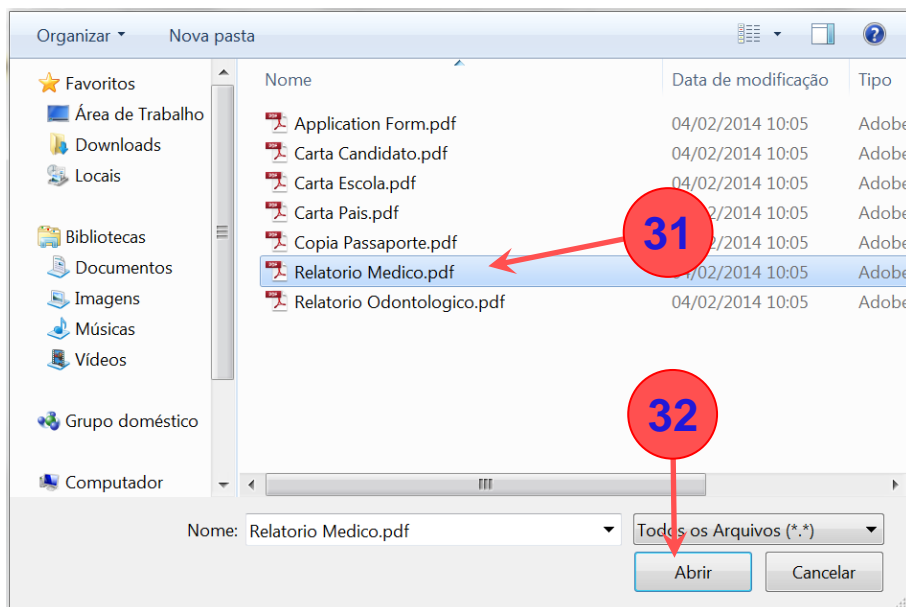 Organizar Nova pasta
Favoritos
Área de Trabalho
Downloads
Locais
Bibliotecas
Documentos
Imagens
Músicas
Vídeos
Grupo doméstico
Computador
Nome Data de modificação Tipo
Application Form.pdf 04/02/2014 10:05 Adobe
Carta Candidato.pdf 04/02/2014 10:05 Adobe
Carta Escola.pdf 04/02/2014 10:05 Adobe
Carta Pais.pdf 2/2014 10:05 Adobe
Copia Passaporte.pdf 2/2014 10:05 Adobe
Relatorio Medico.pdf 04/02/2014 10:05 Adobe
Relatorio Odontologico.pdf 04/02/2014 10:05 Adobe
31
32
Nome: Relatorio Medico.pdf Todos os Arquivos (*.*)
Abrir Cancelar